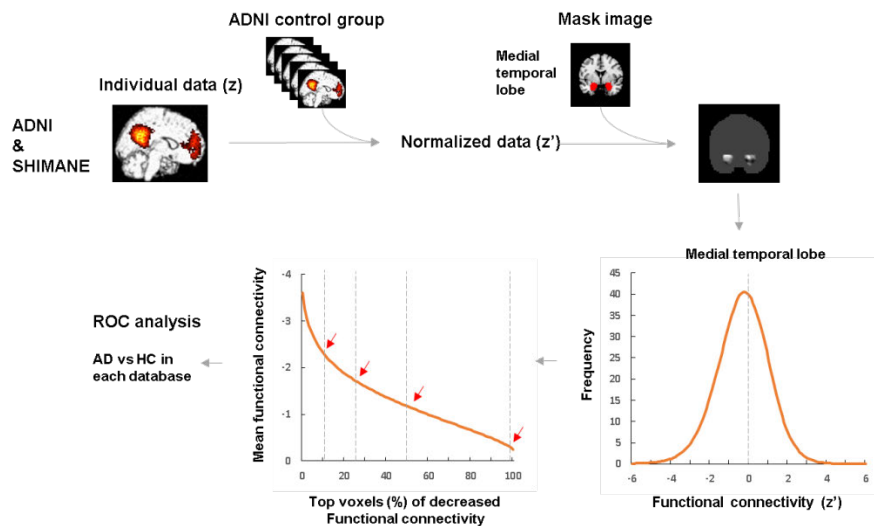 ADNI control group
Mask image
Individual data (z)
Medial
temporal
lobe
ADNI
&
SHIMANE
Normalized data (z’)
Medial temporal lobe
ROC analysis
AD vs HC in
each database
Mean functional connectivity
-4
-3
-2
-1
0
0
20
40
60
80
100
Top voxels (%) of decreased
Functional connectivity
Frequency
45
40
35
30
25
20
15
10
5
0
-6
-4
-2
0
2
4
6
Functional connectivity (z’)